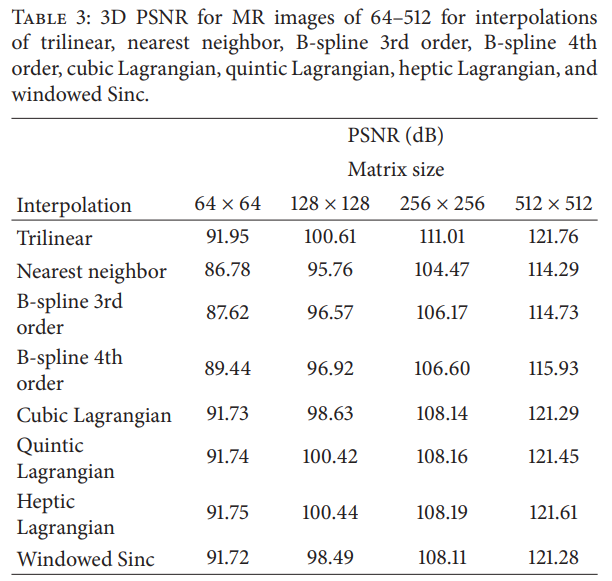 TABLE 3: 3D PSNR for MR images of 64–512 for interpolations
of trilinear, nearest neighbor, B-spline 3rd order, B-spline 4th
order, cubic Lagrangian, quintic Lagrangian, heptic Lagrangian, and
windowed Sinc.
PSNR (dB)
Matrix size
Interpolation 64 × 64 128 × 128 256 × 256 512 × 512
Trilinear 91.95 100.61 111.01 121.76
Nearest neighbor 86.78 95.76 104.47 114.29
B-spline 3rd
order 87.62 96.57 106.17 114.73
B-spline 4th
order 89.44 96.92 106.60 115.93
Cubic Lagrangian 91.73 98.63 108.14 121.29
Quintic
Lagrangian 91.74 100.42 108.16 121.45
Heptic
Lagrangian 91.75 100.44 108.19 121.61
Windowed Sinc 91.72 98.49 108.11 121.28